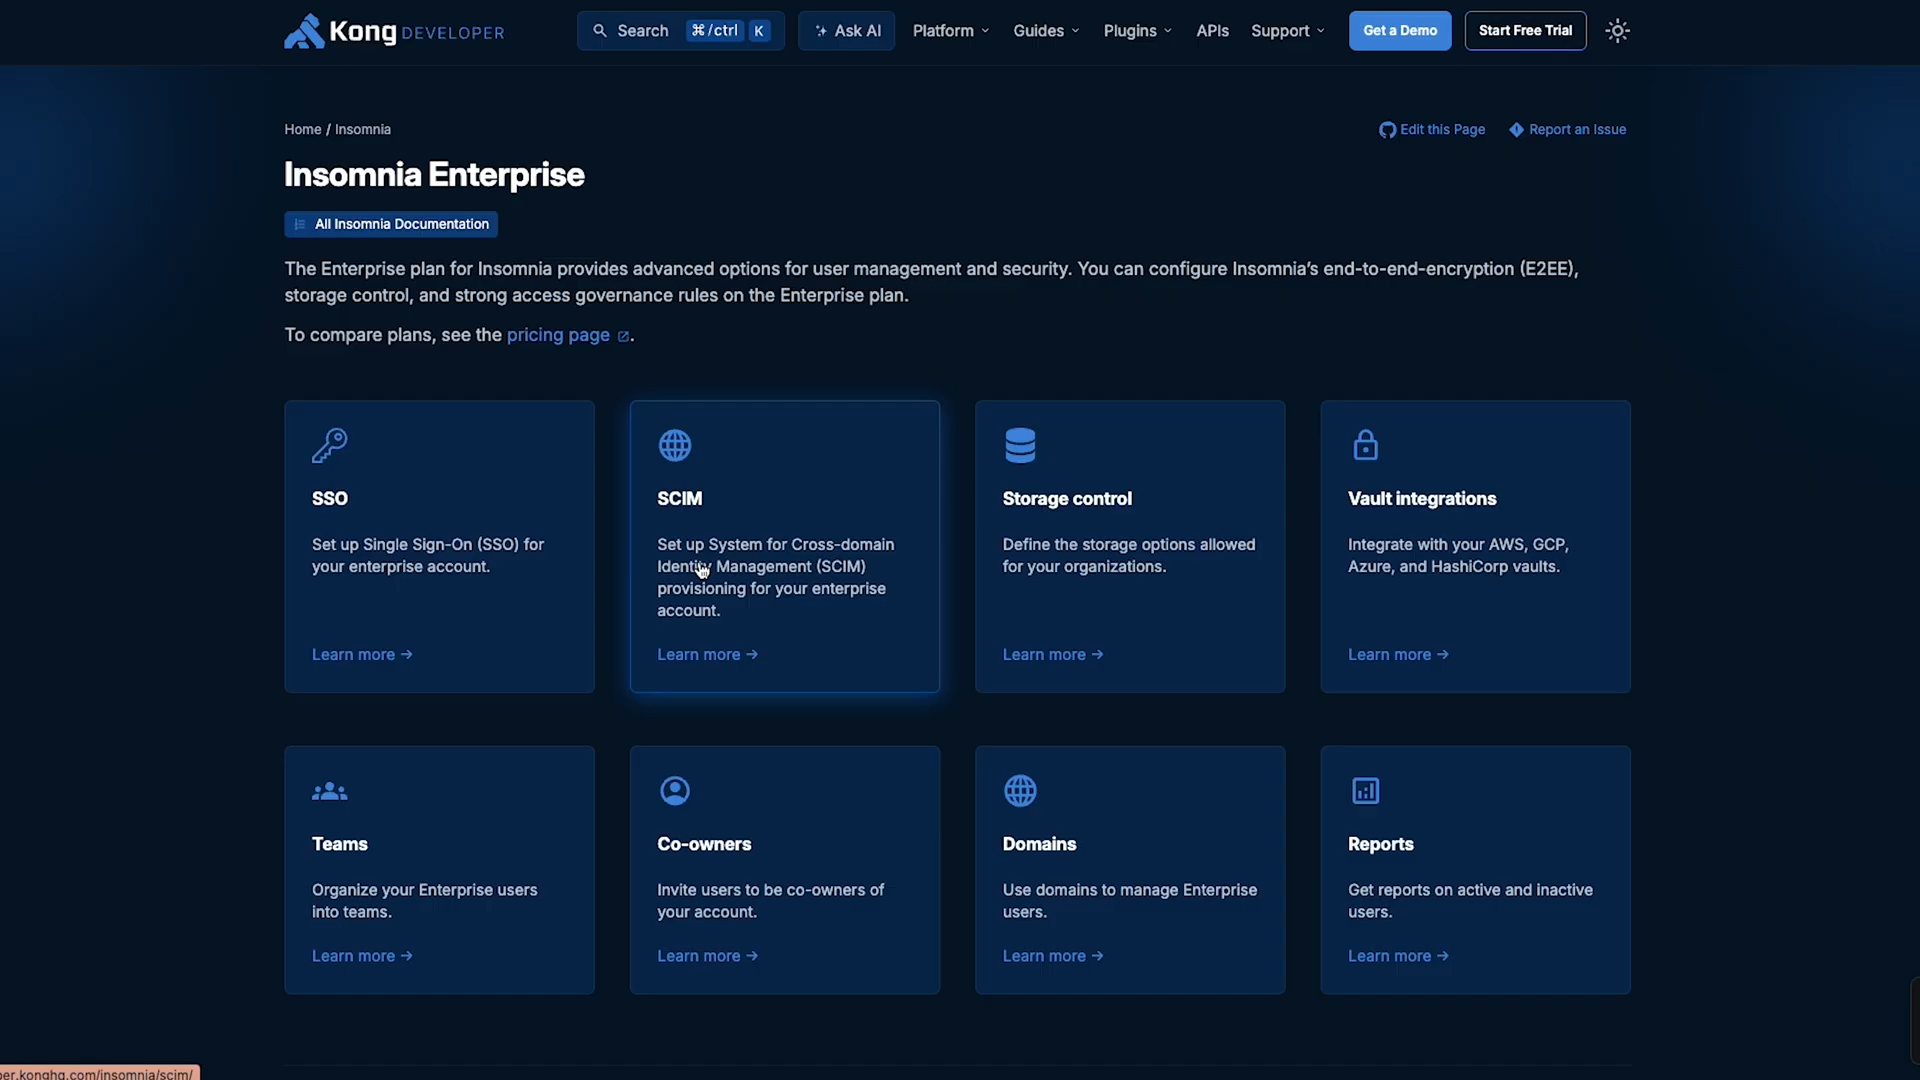 Kong DEVELOPER
Search ⌘/ctrl K
Ask AI
Platform
Guides
Plugins
APIs
Support
Get a Demo
Start Free Trial
Home / Insomnia
Edit this Page
Report an Issue
Insomnia Enterprise
All Insomnia Documentation
The Enterprise plan for Insomnia provides advanced options for user management and security. You can configure Insomnia's end-to-end-encryption (E2EE),
storage control, and strong access governance rules on the Enterprise plan.
To compare plans, see the pricing page.
SSO
Set up Single Sign-On (SSO) for
your enterprise account.
Learn more →
SCIM
Set up System for Cross-domain
Identity Management (SCIM)
provisioning for your enterprise
account.
Learn more →
Storage control
Define the storage options allowed
for your organizations.
Learn more →
Vault integrations
Integrate with your AWS, GCP,
Azure, and HashiCorp vaults.
Learn more →
Teams
Organize your Enterprise users
into teams.
Learn more →
Co-owners
Invite users to be co-owners of
your account.
Learn more →
Domains
Use domains to manage Enterprise
users.
Learn more →
Reports
Get reports on active and inactive
users.
Learn more →
per.konghq.com/insomnia/scim/